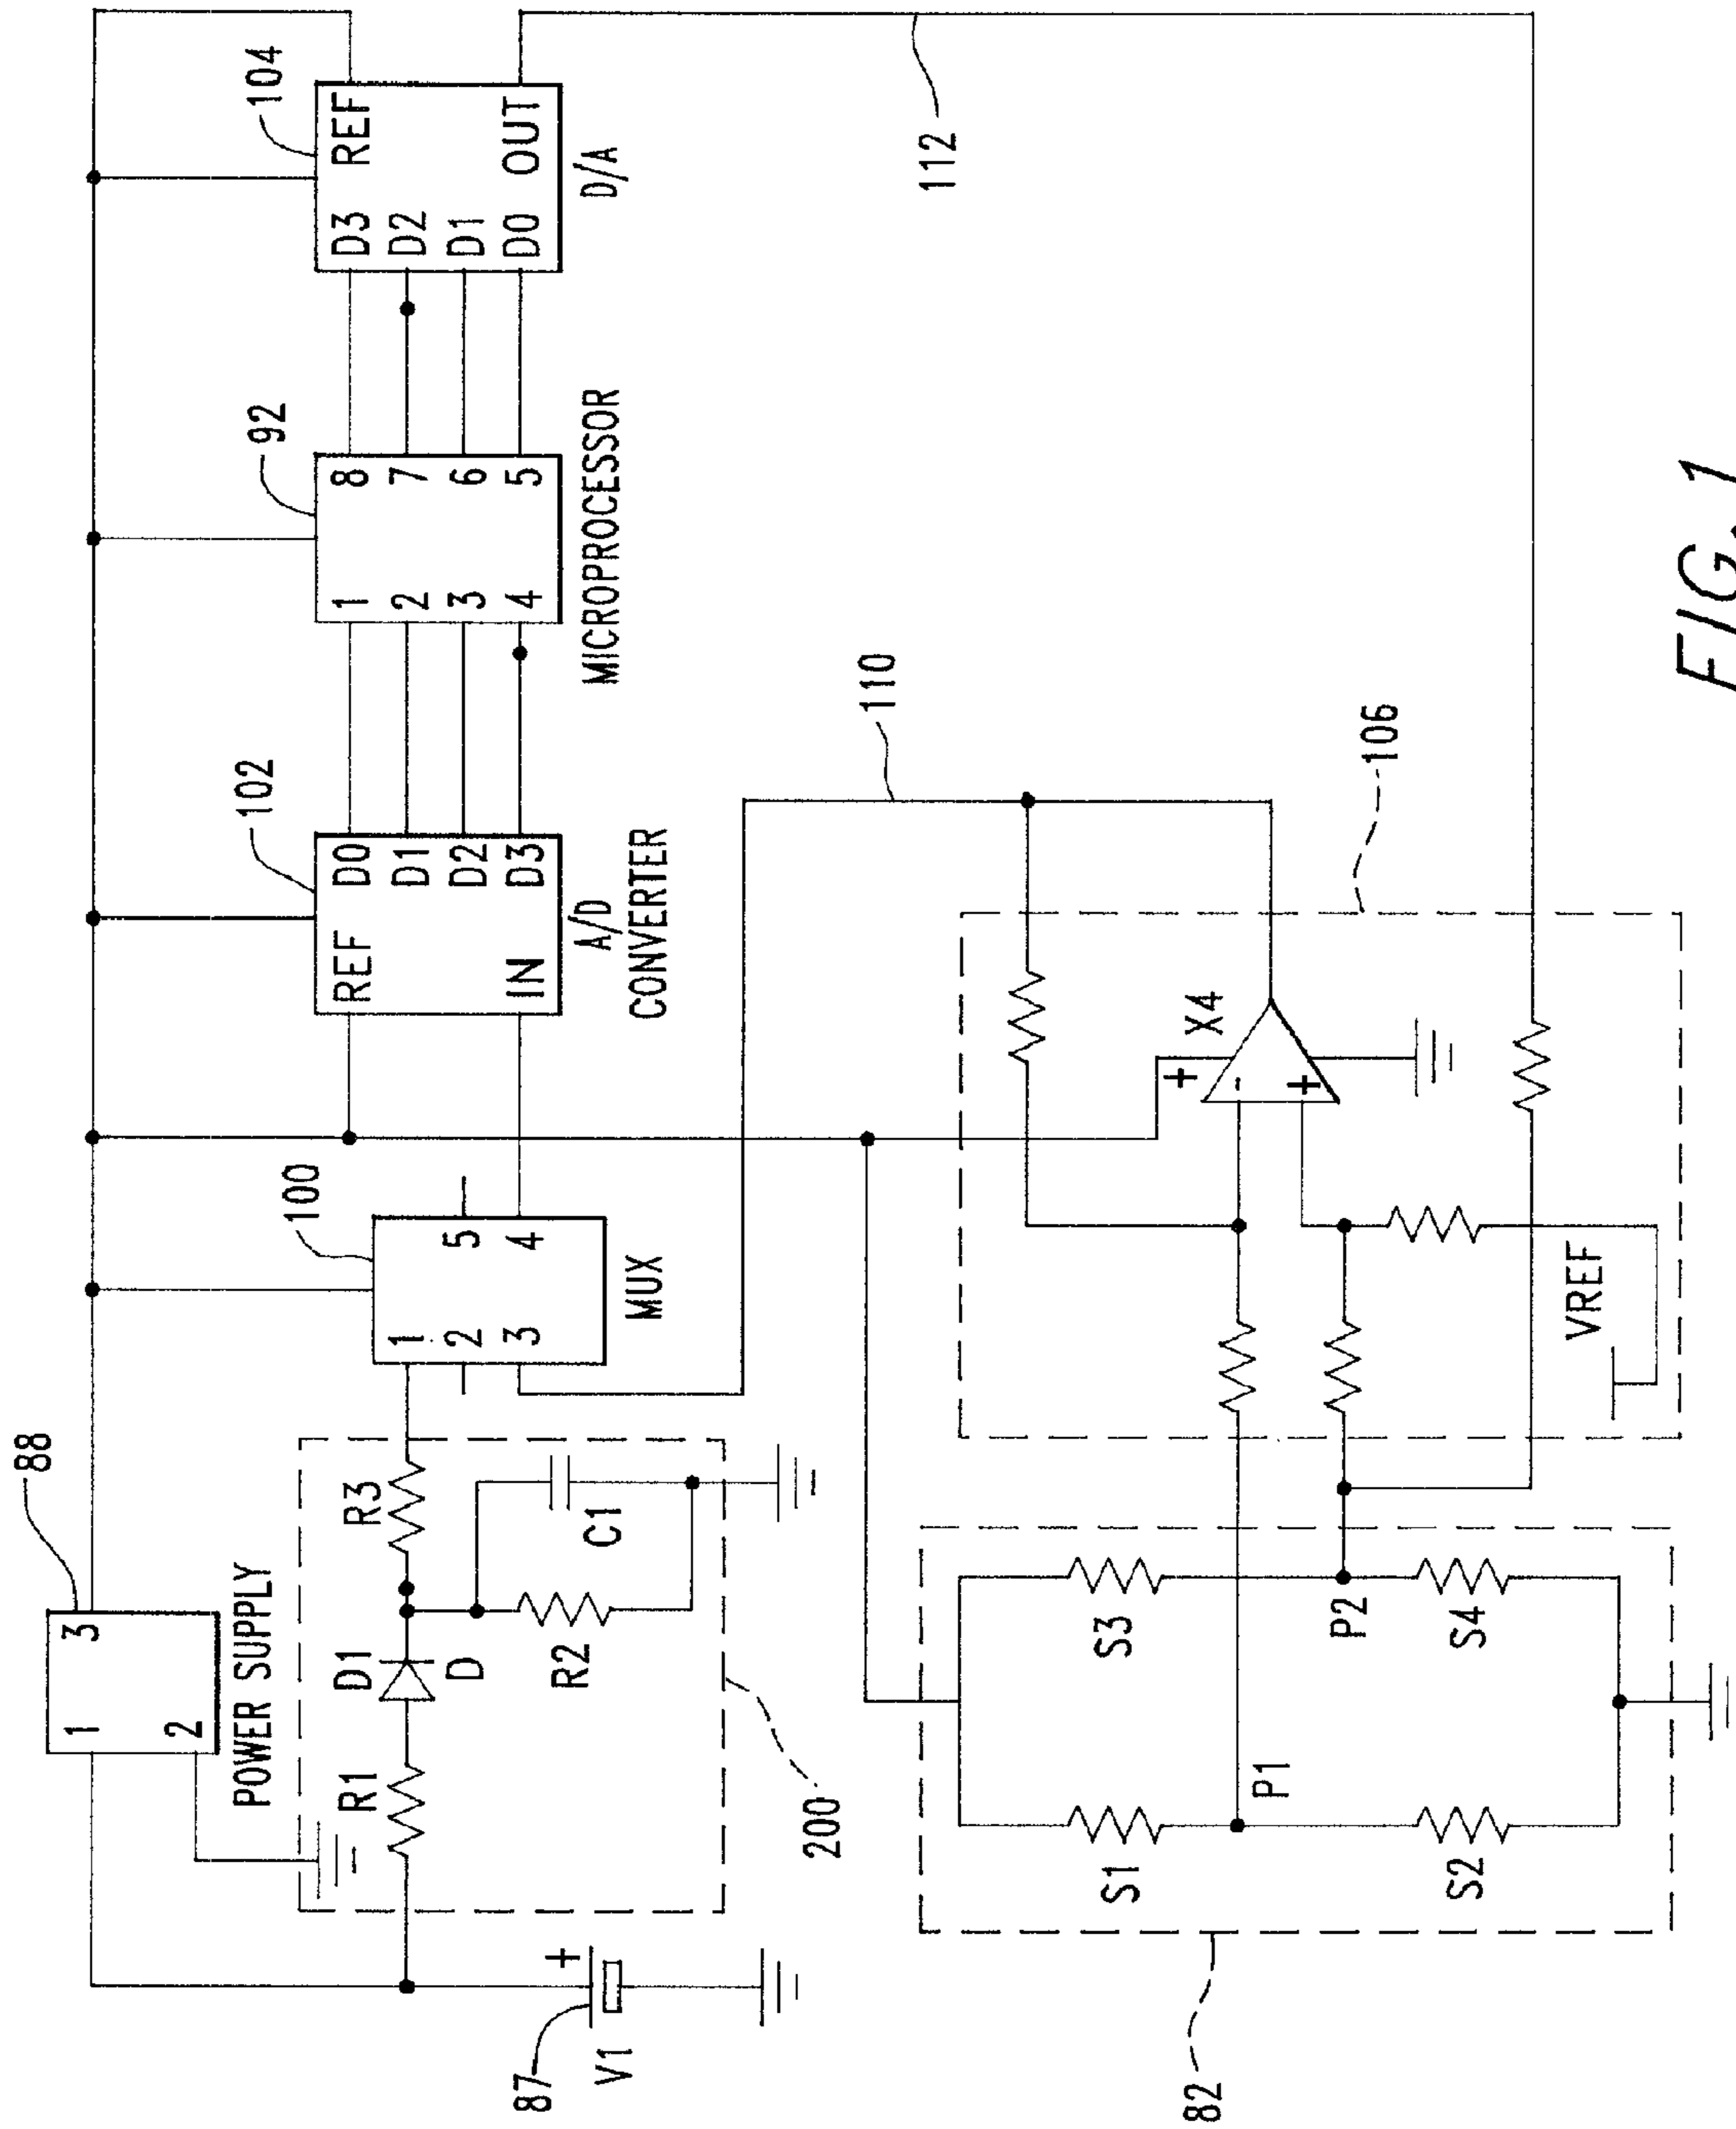 88
1
3
2
POWER SUPPLY
87
V1
+
R1
D1
D
R3
R2
C1
200
100
1
2
3
5
4
MUX
102
REF
IN
D0
D1
D2
D3
A/D
CONVERTER
92
1
2
3
4
8
7
6
5
MICROPROCESSOR
104
D3
D2
D1
D0
REF
OUT
D/A
110
112
82
S1
S3
P1
P2
S2
S4
106
X4
+
-
+
VREF
FIG. 1